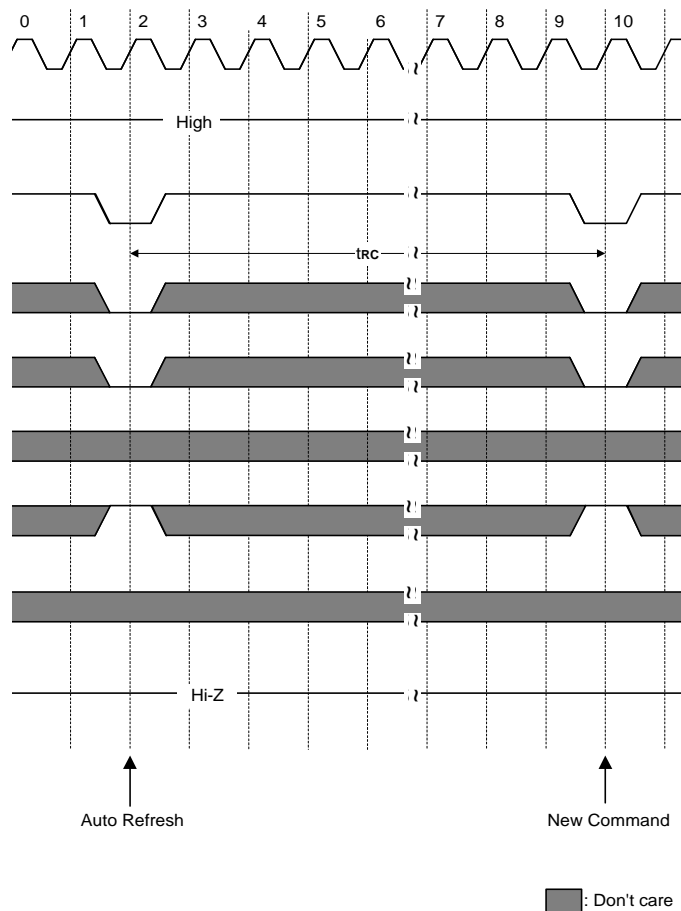 0 1 2 3 4 5 6 7 8 9 10
High
tRC
Hi-Z
Auto Refresh New Command
: Don't care